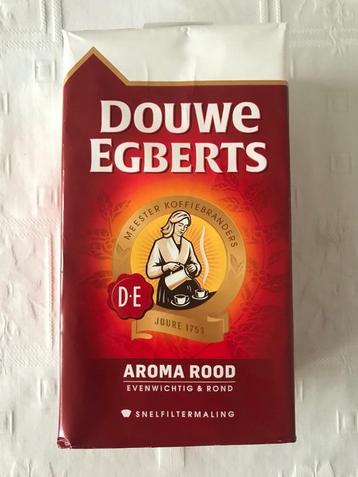 DOUWE
EGBERTS
MEESTER KOFFIEBRANDERS
D·E
JOURE 1753
AROMA ROOD
EVENWICHTIG & ROND
SNELFILTERMALING